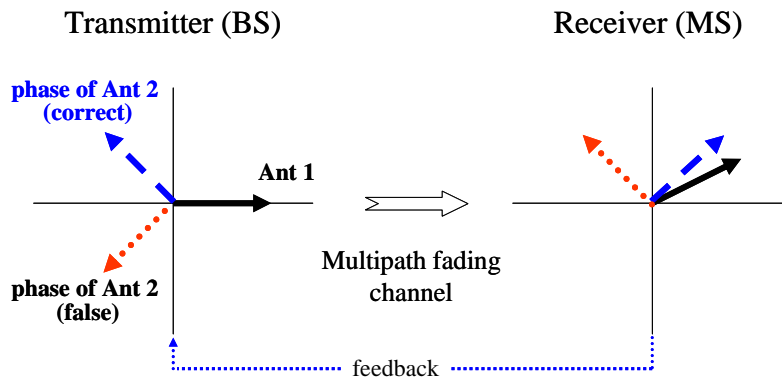 Transmitter (BS)
Receiver (MS)
phase of Ant 2
(correct)
Ant 1
phase of Ant 2
(false)
Multipath fading
channel
feedback